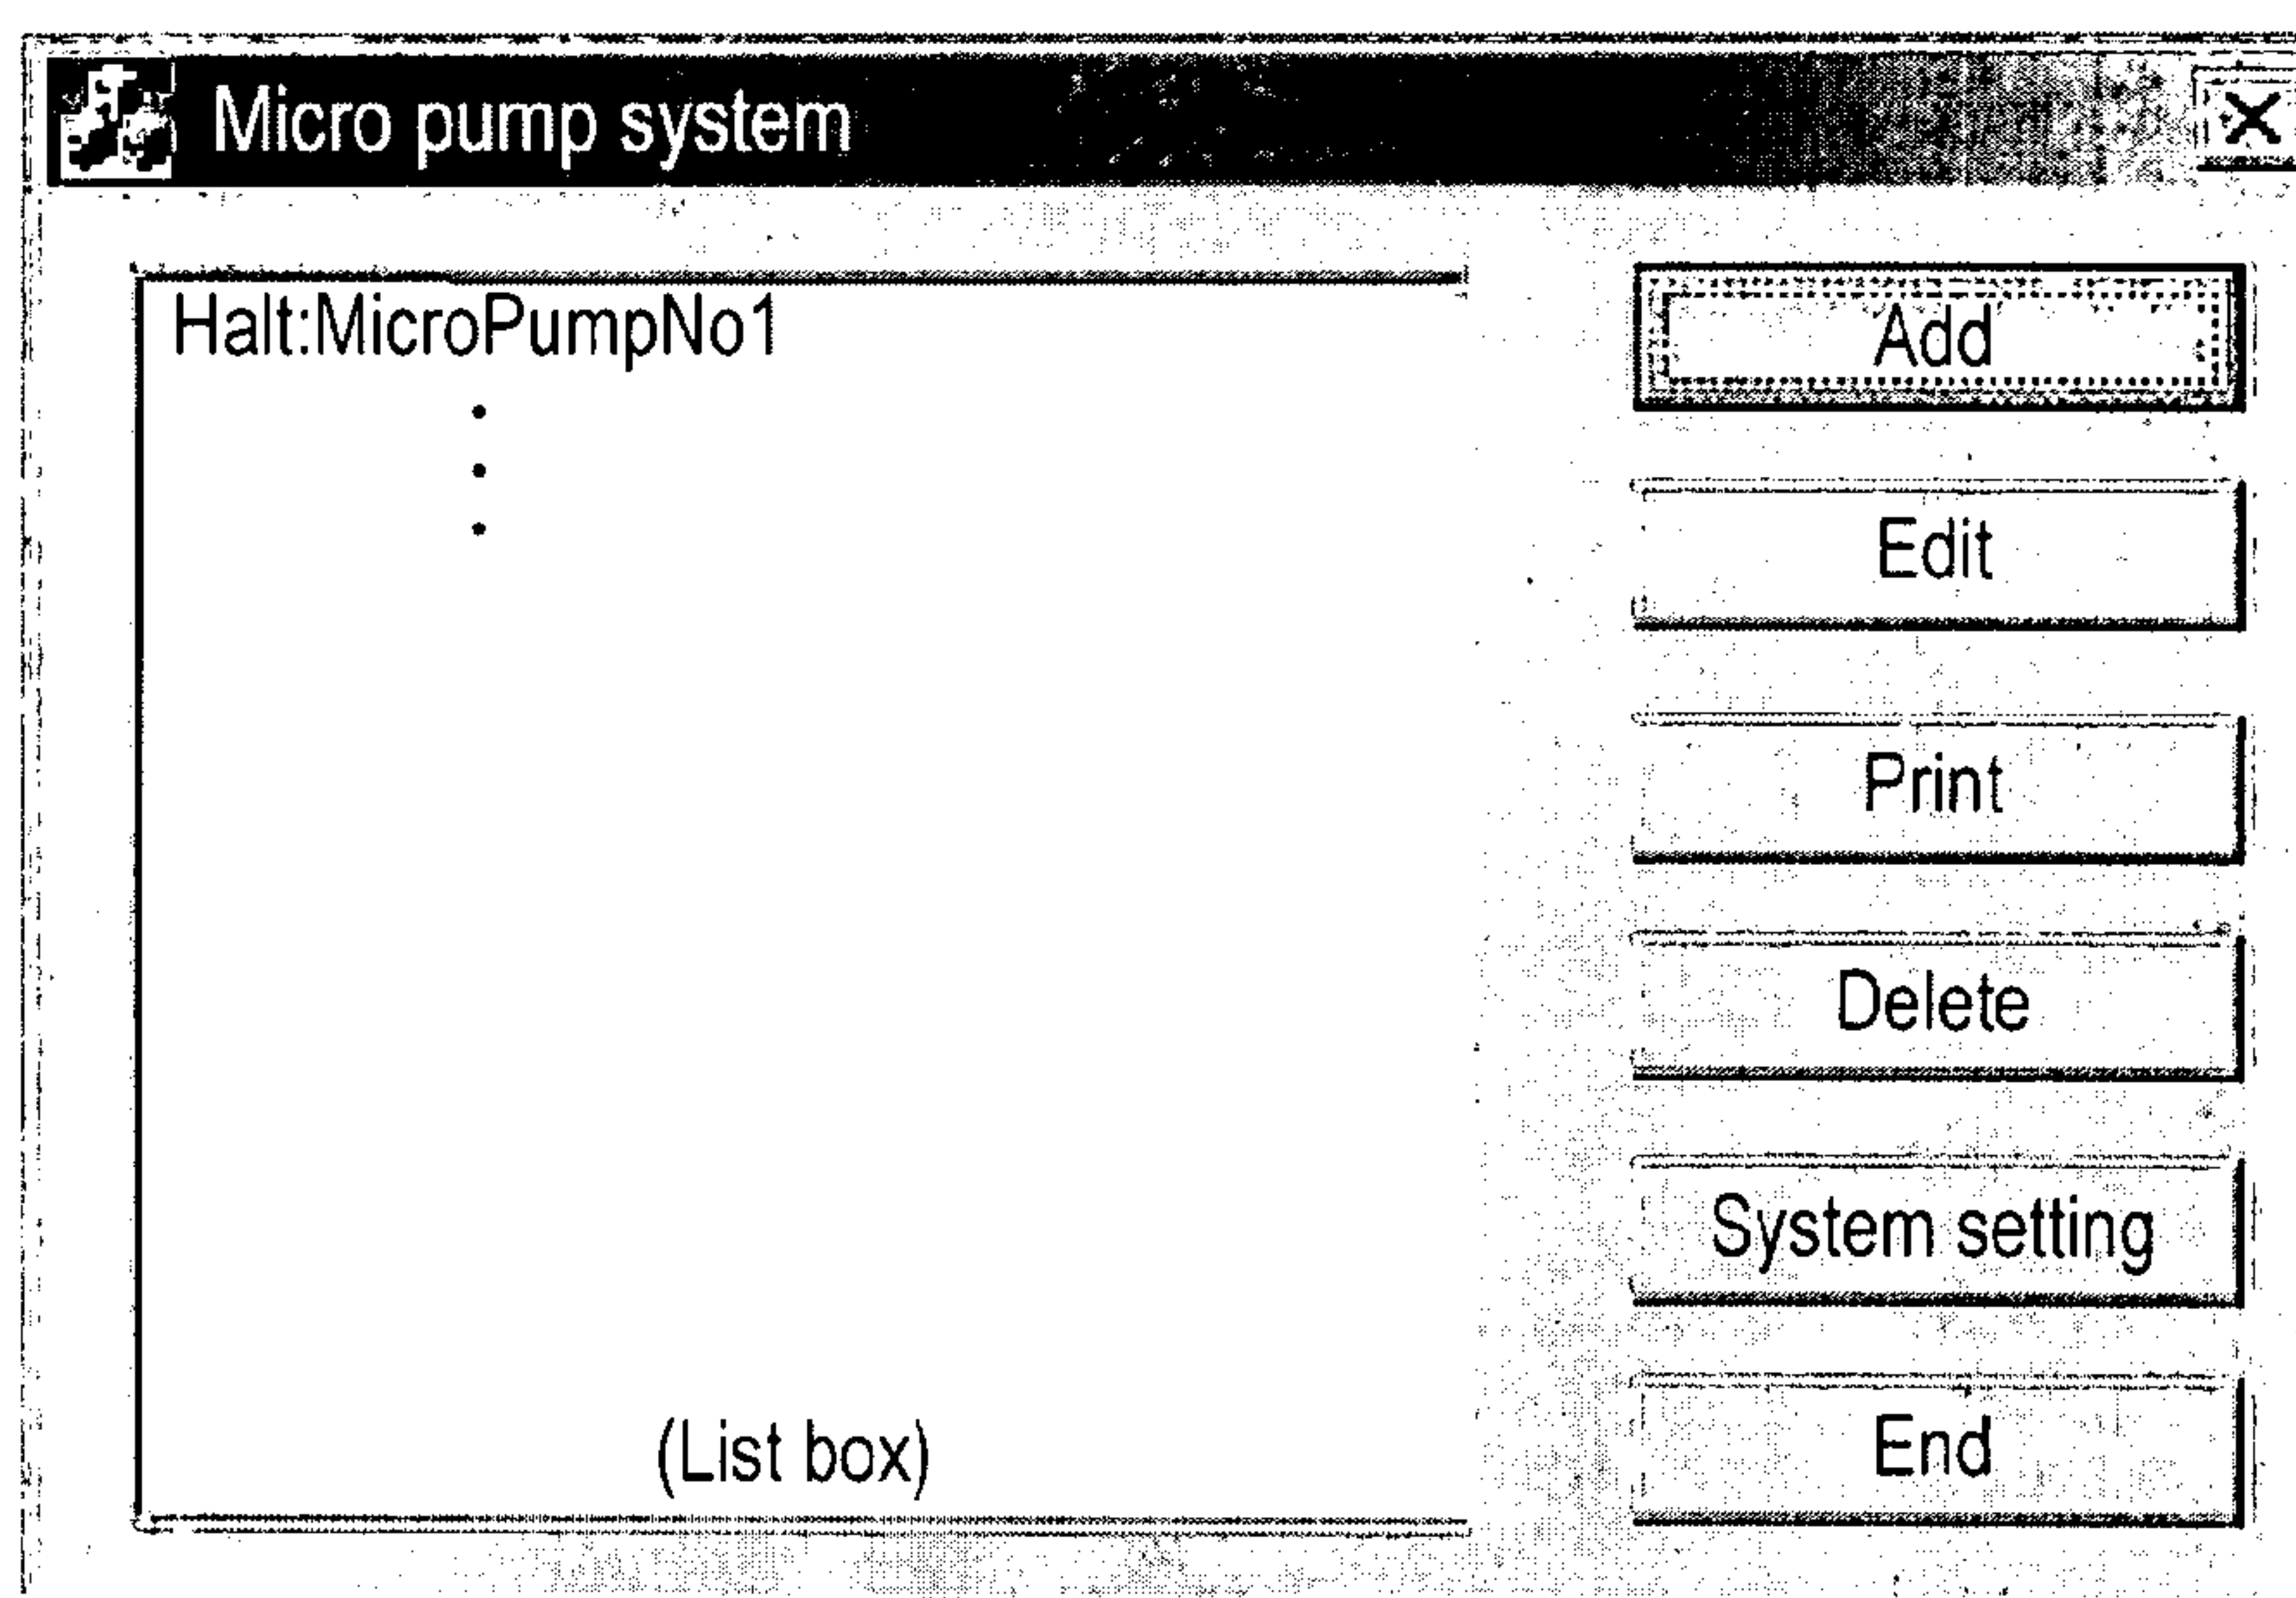 Micro pump system
Halt:MicroPumpNo1
(List box)
Add
Edit
Print
Delete
System setting
End